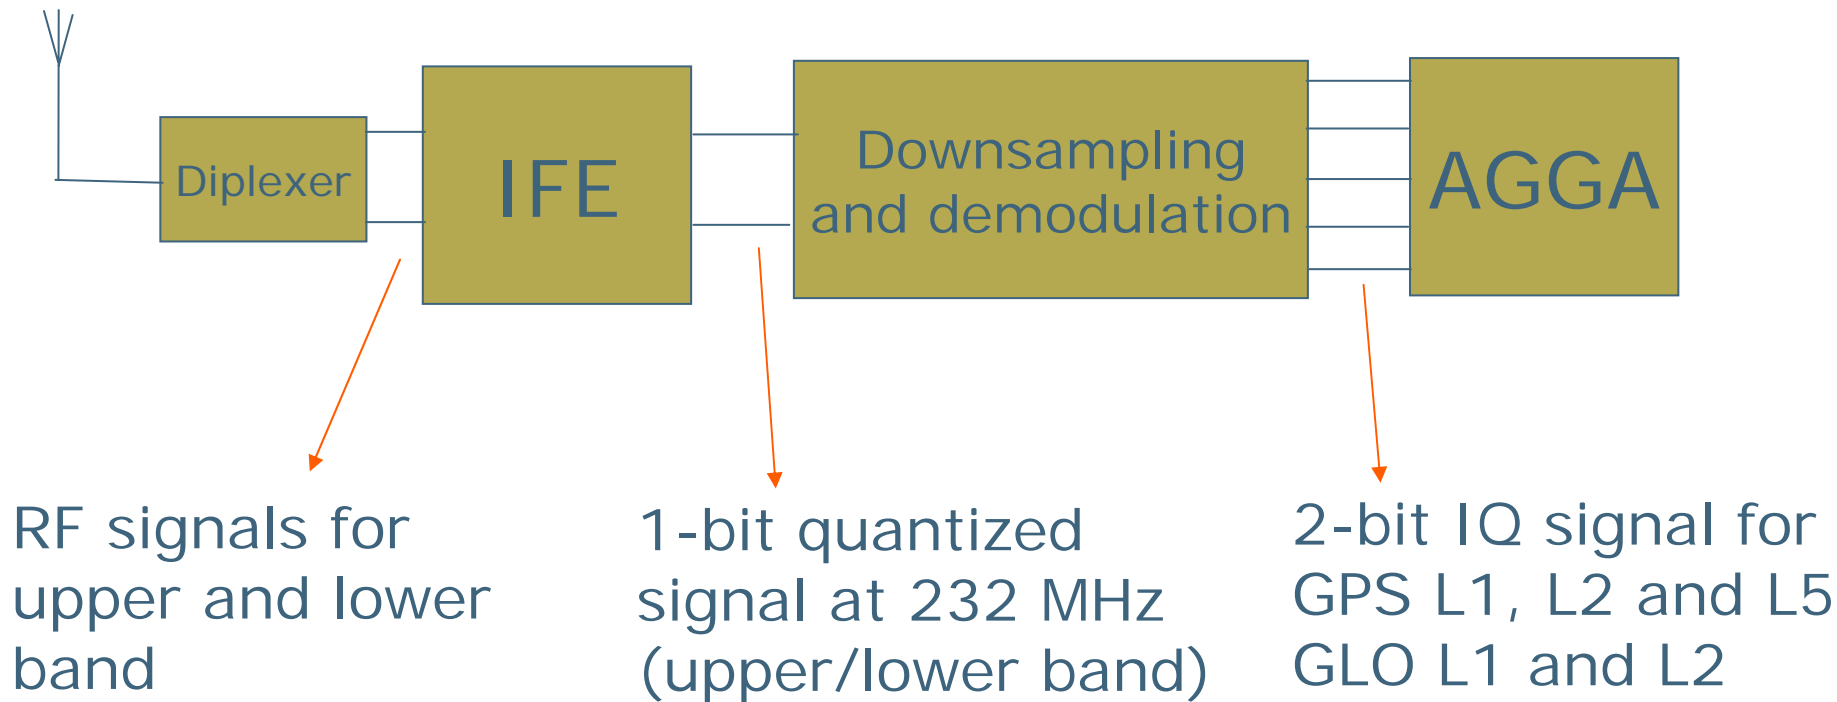 Diplexer
IFE
Downsampling
and demodulation
AGGA
RF signals for
upper and lower
band
1-bit quantized
signal at 232 MHz
(upper/lower band)
2-bit IQ signal for
GPS L1, L2 and L5
GLO L1 and L2